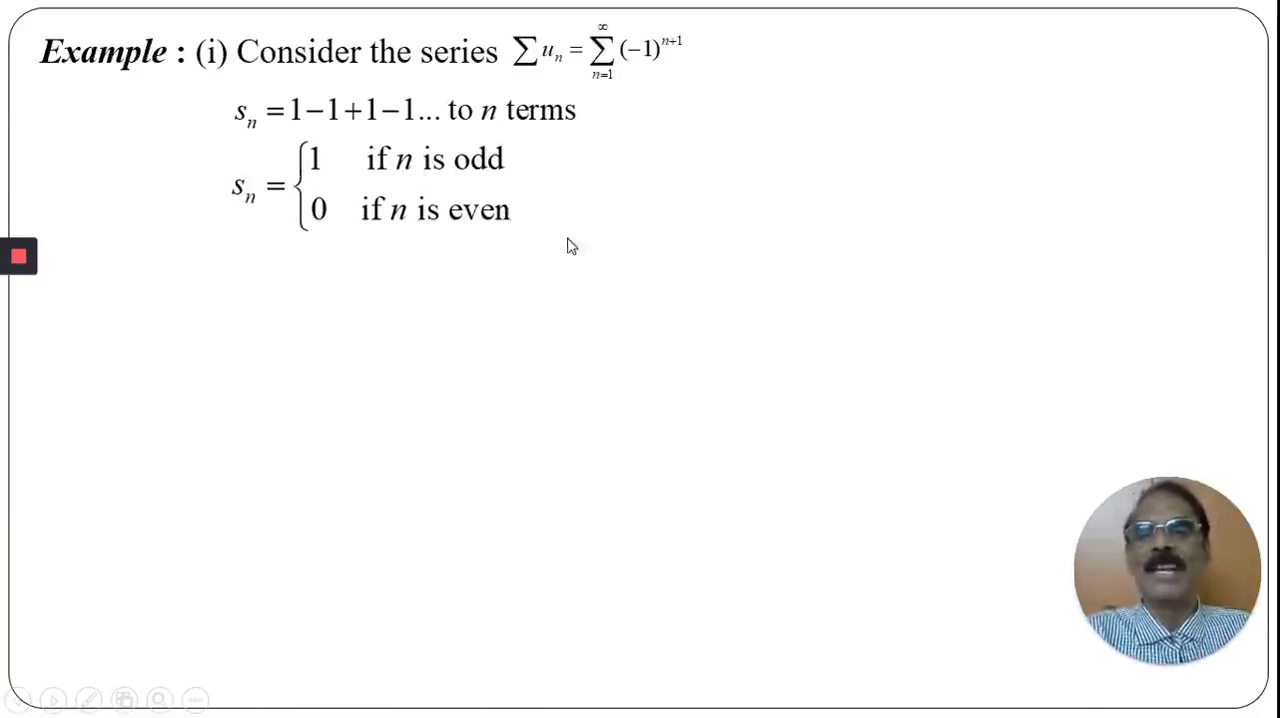 Example : (i) Consider the series ∑ uₙ = ∑_{n=1}^{∞} (−1)^{n+1}
sₙ = 1−1+1−1... to n terms
sₙ = { 1 if n is odd
0 if n is even